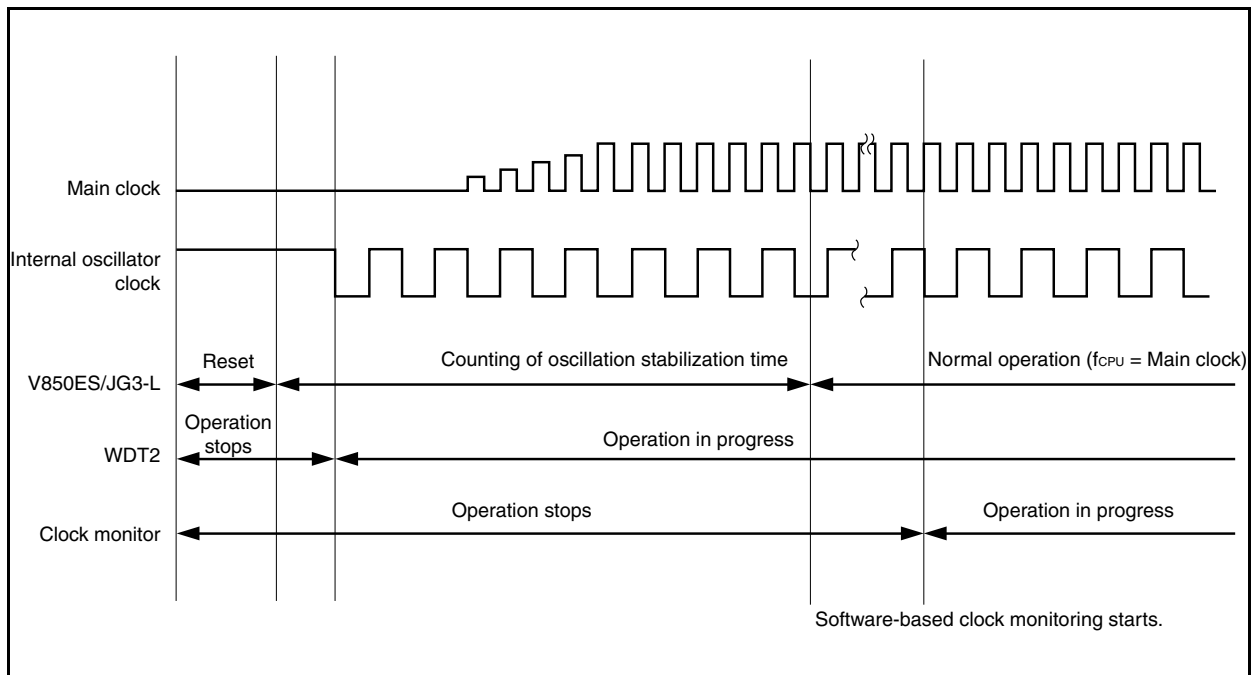 Main clock
Internal oscillator
clock
Reset
Counting of oscillation stabilization time
Normal operation (fCPU = Main clock)
V850ES/JG3-L
Operation
stops
Operation in progress
WDT2
Operation stops
Operation in progress
Clock monitor
Software-based clock monitoring starts.